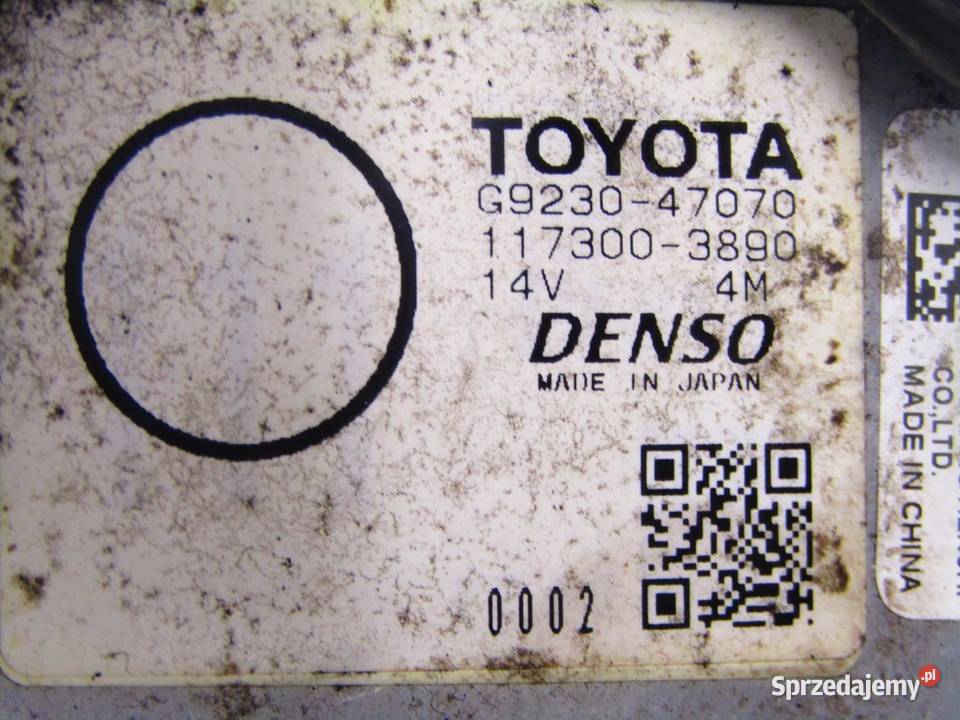 TOYOTA
G9230-47070
117300-3890
14V 4M
DENSO
MADE IN JAPAN
0002
CO.,LTD.
MADE IN CHINA
Sprzedajemy.pl